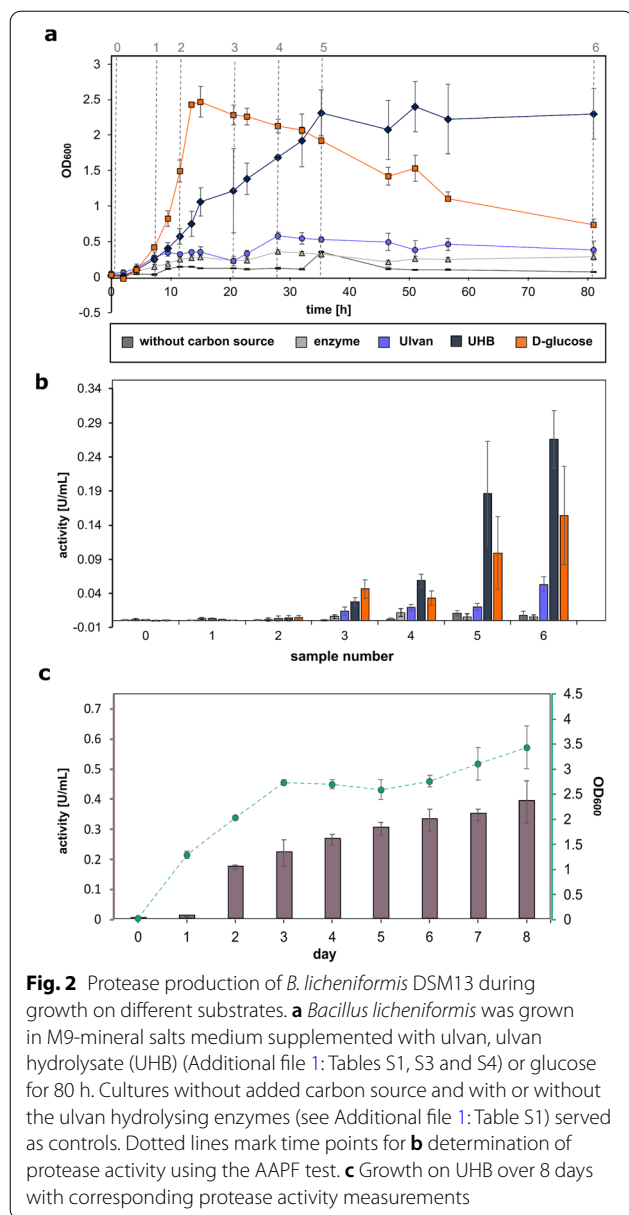 a
0 1 2 3 4 5 6
3
2.5
2
1.5
1
0.5
0
-0.5
OD600
0 10 20 30 40 50 60 70 80
time [h]
without carbon source enzyme Ulvan UHB D-glucose
b
0.34
0.29
0.24
0.19
0.14
0.09
0.04
-0.01
activity [U/mL]
0 1 2 3 4 5 6
sample number
c
0.7
0.6
0.5
0.4
0.3
0.2
0.1
0
activity [U/mL]
4.5
4
3.5
3
2.5
2
1.5
1
0.5
0
OD600
0 1 2 3 4 5 6 7 8
day
Fig. 2 Protease production of B. licheniformis DSM13 during
growth on different substrates. a Bacillus licheniformis was grown
in M9-mineral salts medium supplemented with ulvan, ulvan
hydrolysate (UHB) (Additional file 1: Tables S1, S3 and S4) or glucose
for 80 h. Cultures without added carbon source and with or without
the ulvan hydrolysing enzymes (see Additional file 1: Table S1) served
as controls. Dotted lines mark time points for b determination of
protease activity using the AAPF test. c Growth on UHB over 8 days
with corresponding protease activity measurements